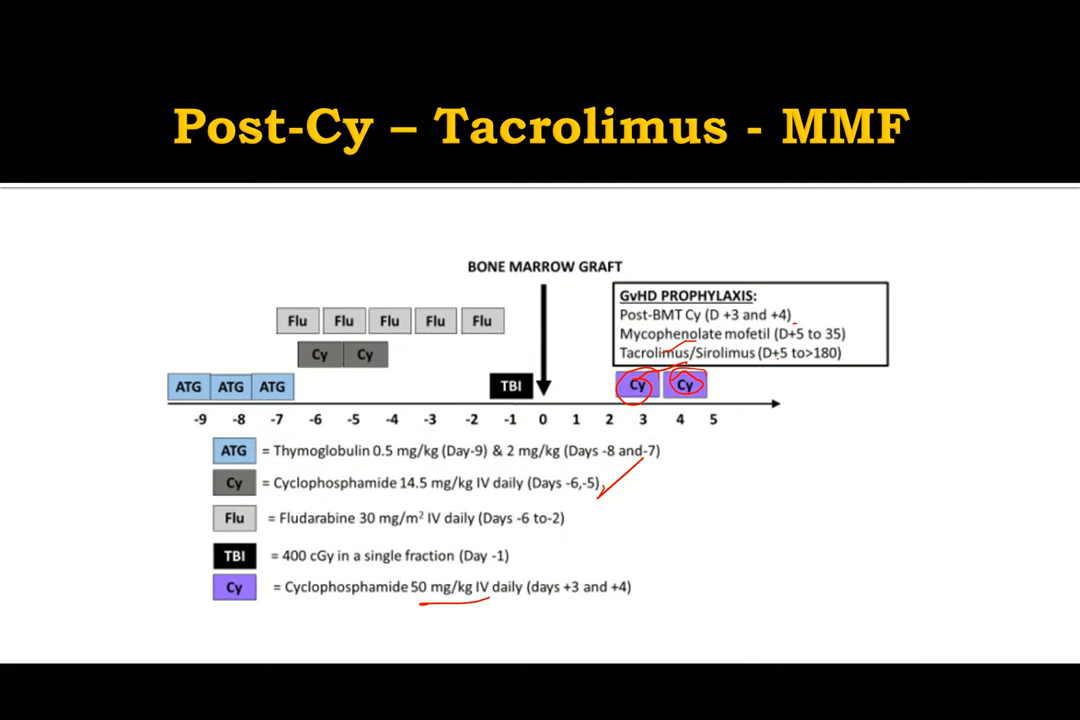 Post-Cy – Tacrolimus - MMF
BONE MARROW GRAFT
GvHD PROPHYLAXIS:
Post-BMT Cy (D +3 and +4)
Mycophenolate mofetil (D+5 to 35)
Tacrolimus/Sirolimus (D+5 to>180)
Flu Flu Flu Flu Flu
Cy Cy
ATG ATG ATG TBI Cy Cy
-9 -8 -7 -6 -5 -4 -3 -2 -1 0 1 2 3 4 5
ATG = Thymoglobulin 0.5 mg/kg (Day-9) & 2 mg/kg (Days -8 and-7)
Cy = Cyclophosphamide 14.5 mg/kg IV daily (Days -6,-5),
Flu = Fludarabine 30 mg/m² IV daily (Days -6 to-2)
TBI = 400 cGy in a single fraction (Day -1)
Cy = Cyclophosphamide 50 mg/kg IV daily (days +3 and +4)